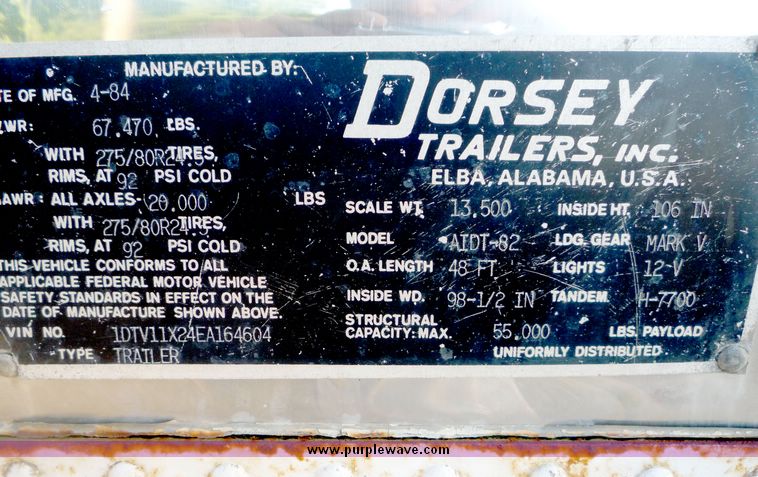 MANUFACTURED BY:
DORSEY
TRAILERS, INC.
ELBA, ALABAMA, U.S.A.
TE OF MFG. 4-84
WR: 67.470 LBS.
WITH 275/80R24.5 TIRES,
RIMS, AT 92 PSI COLD
AWR: ALL AXLES- 20.000 LBS
WITH 275/80R24.5 TIRES,
RIMS, AT 92 PSI COLD
THIS VEHICLE CONFORMS TO ALL
APPLICABLE FEDERAL MOTOR VEHICLE
SAFETY STANDARDS IN EFFECT ON THE
DATE OF MANUFACTURE SHOWN ABOVE.
VIN NO. 1DTV11X24EA164604
TYPE TRAILER
SCALE WT. 13.500 INSIDE HT. 106 IN
MODEL AIDT-82 LDG. GEAR MARK V
O.A. LENGTH 48 FT LIGHTS 12-V
INSIDE WD. 98-1/2 IN TANDEM. H-7700
STRUCTURAL
CAPACITY: MAX. 55.000 LBS. PAYLOAD
UNIFORMLY DISTRIBUTED
www.purplewave.com